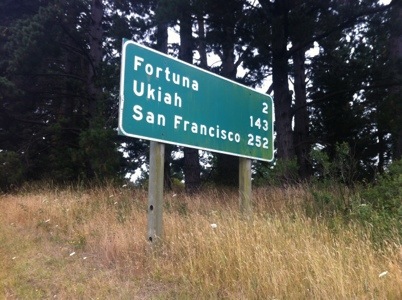 Fortuna 2
Ukiah 143
San Francisco 252